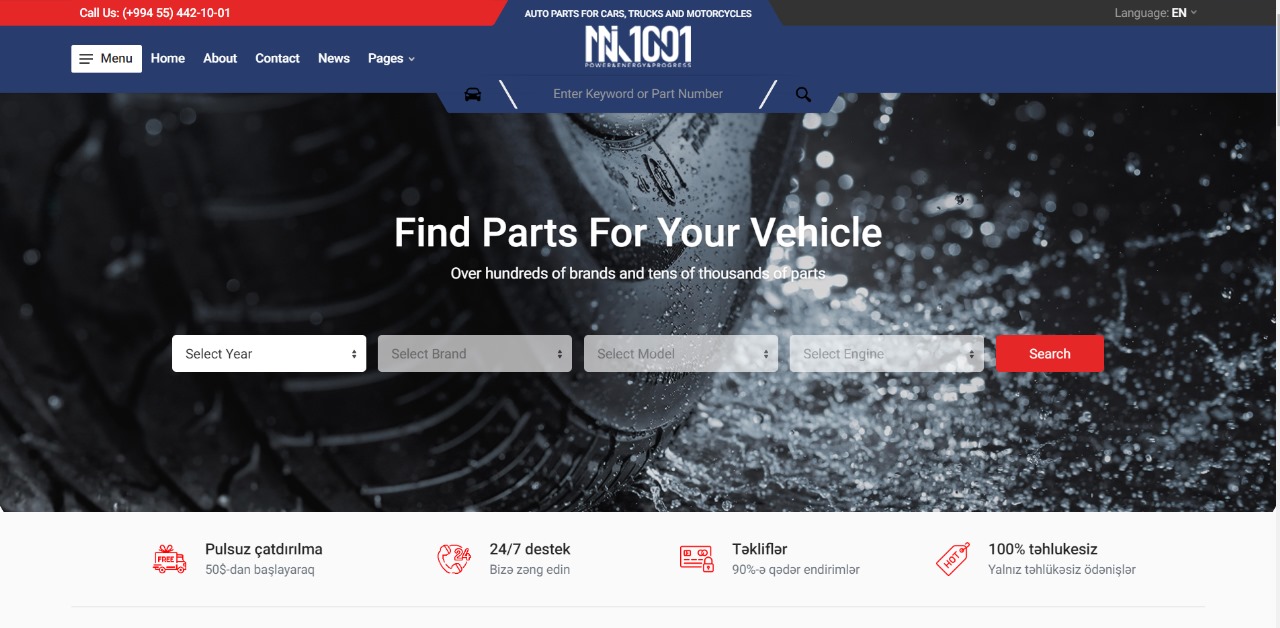 Call Us: (+994 55) 442-10-01
AUTO PARTS FOR CARS, TRUCKS AND MOTORCYCLES
Language: EN
Menu
Home
About
Contact
News
Pages
1001
POWER&ENERGY&PROGRESS
Enter Keyword or Part Number
Find Parts For Your Vehicle
Over hundreds of brands and tens of thousands of parts
Select Year
Select Brand
Select Model
Select Engine
Search
FREE
Pulsuz çatdırılma
50$-dan başlayaraq
24
24/7 destek
Bizə zəng edin
Təkliflər
90%-ə qədər endirimlər
HOT
100% təhlukesiz
Yalnız təhlükəsiz ödənişlər